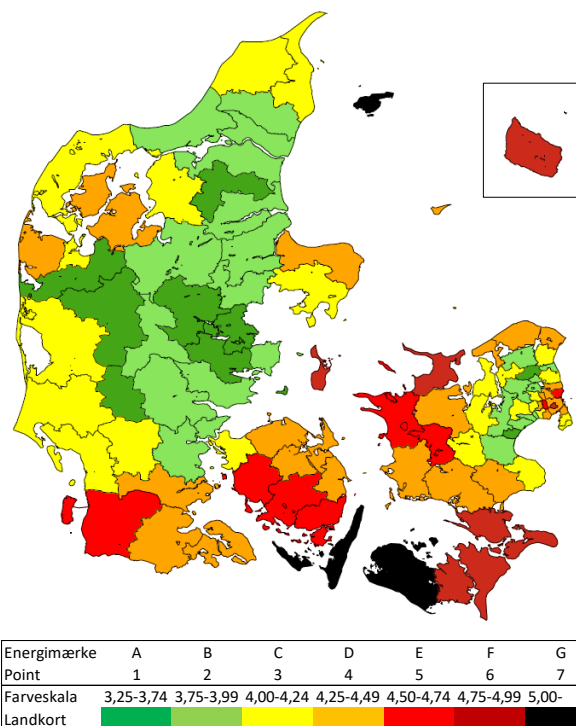 Energimærke A B C D E F G
Point 1 2 3 4 5 6 7
Farveskala 3,25-3,74 3,75-3,99 4,00-4,24 4,25-4,49 4,50-4,74 4,75-4,99 5,00-
Landkort